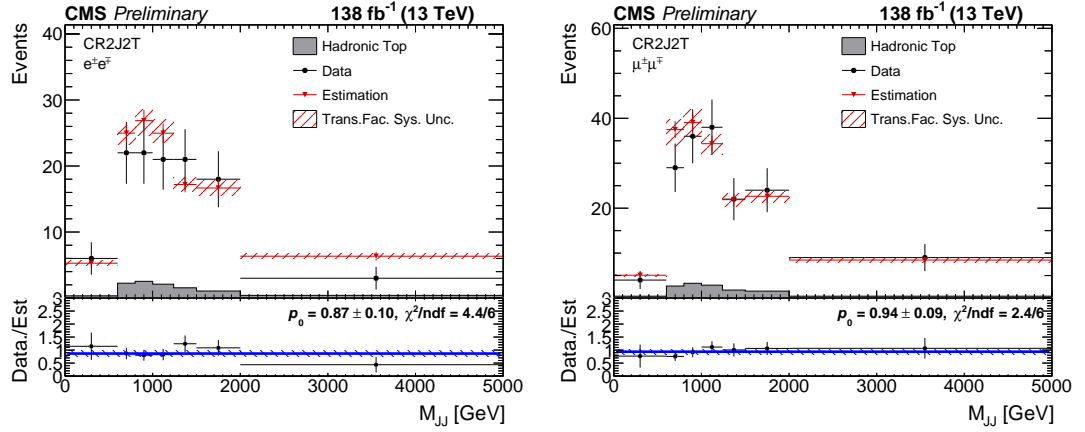 CMS Preliminary 138 fb⁻¹ (13 TeV)
Events
40
30
20
10
CR2J2T
e±e∓
Hadronic Top
Data
Estimation
Trans.Fac. Sys. Unc.
Data./Est
3
2.5
2
1.5
1
0.5
0
p₀ = 0.87 ± 0.10, χ²/ndf = 4.4/6
0 1000 2000 3000 4000 5000
M_JJ [GeV]
CMS Preliminary 138 fb⁻¹ (13 TeV)
Events
60
40
20
CR2J2T
μ±μ∓
Hadronic Top
Data
Estimation
Trans.Fac. Sys. Unc.
Data./Est
3
2.5
2
1.5
1
0.5
0
p₀ = 0.94 ± 0.09, χ²/ndf = 2.4/6
0 1000 2000 3000 4000 5000
M_JJ [GeV]